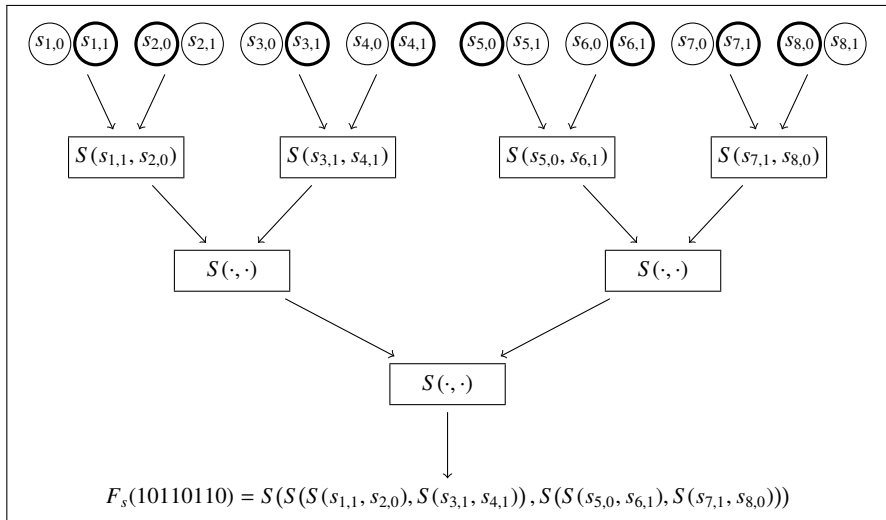 s1,0 s1,1 s2,0 s2,1 s3,0 s3,1 s4,0 s4,1 s5,0 s5,1 s6,0 s6,1 s7,0 s7,1 s8,0 s8,1
S(s1,1, s2,0) S(s3,1, s4,1) S(s5,0, s6,1) S(s7,1, s8,0)
S(·,·) S(·,·)
S(·,·)
Fs(10110110) = S(S(S(s1,1, s2,0), S(s3,1, s4,1)), S(S(s5,0, s6,1), S(s7,1, s8,0)))